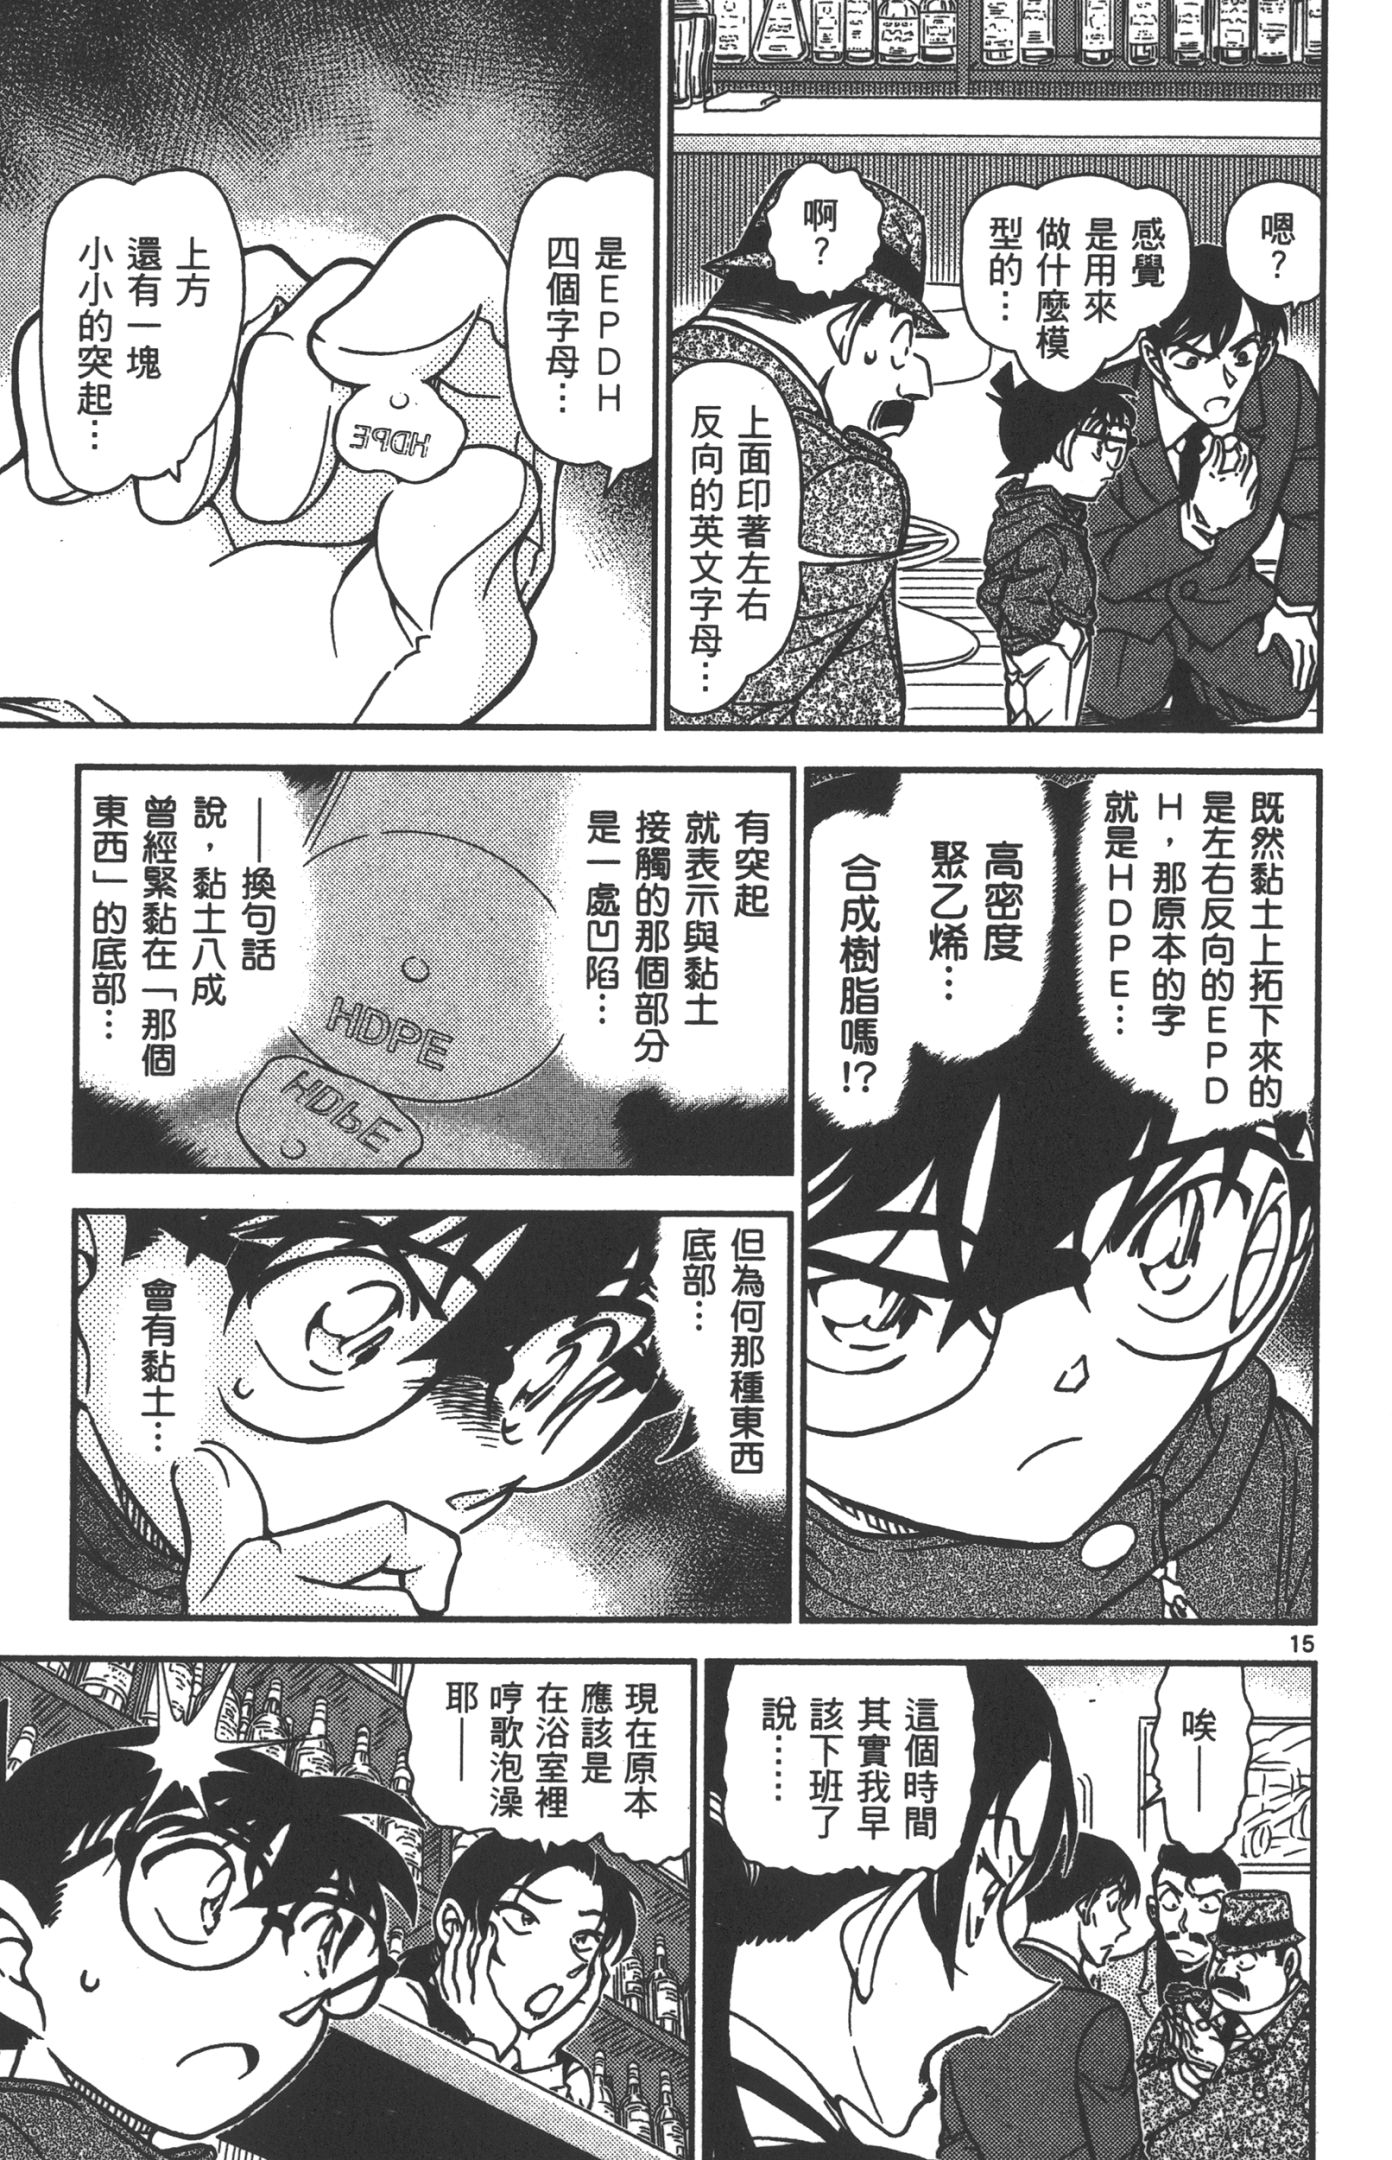 嗯?
感覺
是用來
做什麼模
型的…
啊?
上面印著左右
反向的英文字母…
是EPDH
四個字母…
上方
還有一塊
小小的突起…
HDPE
既然黏土上拓下來的
是左右反向的EPD
H,那原本的字
就是HDPE…
高密度
聚乙烯…
合成樹脂嗎!?
有突起
就表示與黏土
接觸的那個部分
是一處凹陷…
——換句話
說,黏土八成
曾經緊黏在「那個
東西」的底部…
HDPE
HDPE
但為何那種東西
底部…
會有黏土…
15
唉—
這個時間
其實我早
該下班了
說……
現在原本
應該是
在浴室裡
哼歌泡澡
耶—